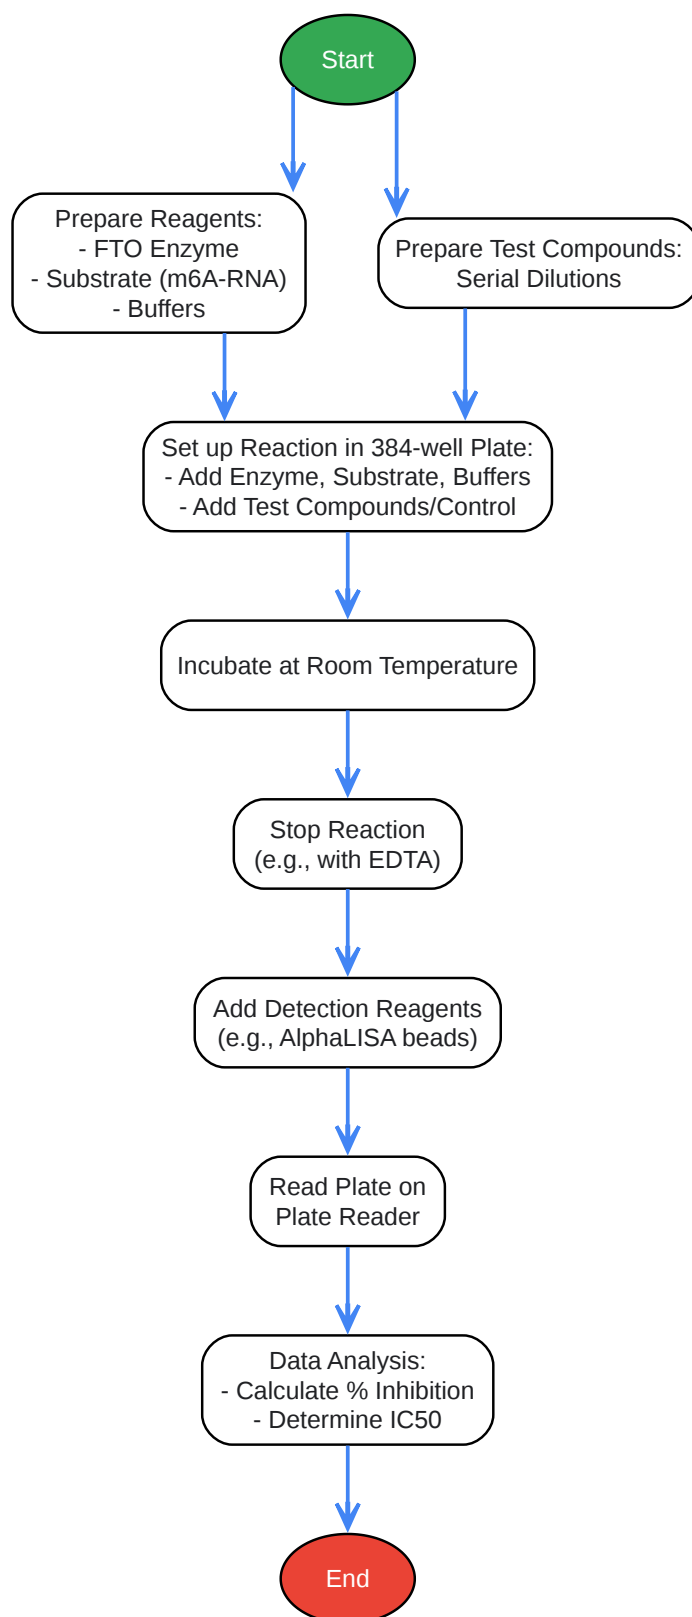 Start
Prepare Reagents:
- FTO Enzyme
- Substrate (m6A-RNA)
- Buffers
Prepare Test Compounds:
Serial Dilutions
Set up Reaction in 384-well Plate:
- Add Enzyme, Substrate, Buffers
- Add Test Compounds/Control
Incubate at Room Temperature
Stop Reaction
(e.g., with EDTA)
Add Detection Reagents
(e.g., AlphaLISA beads)
Read Plate on
Plate Reader
Data Analysis:
- Calculate % Inhibition
- Determine IC50
End